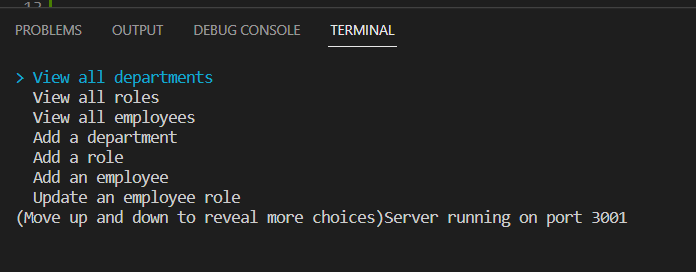 PROBLEMS OUTPUT DEBUG CONSOLE TERMINAL
> View all departments
View all roles
View all employees
Add a department
Add a role
Add an employee
Update an employee role
(Move up and down to reveal more choices)Server running on port 3001